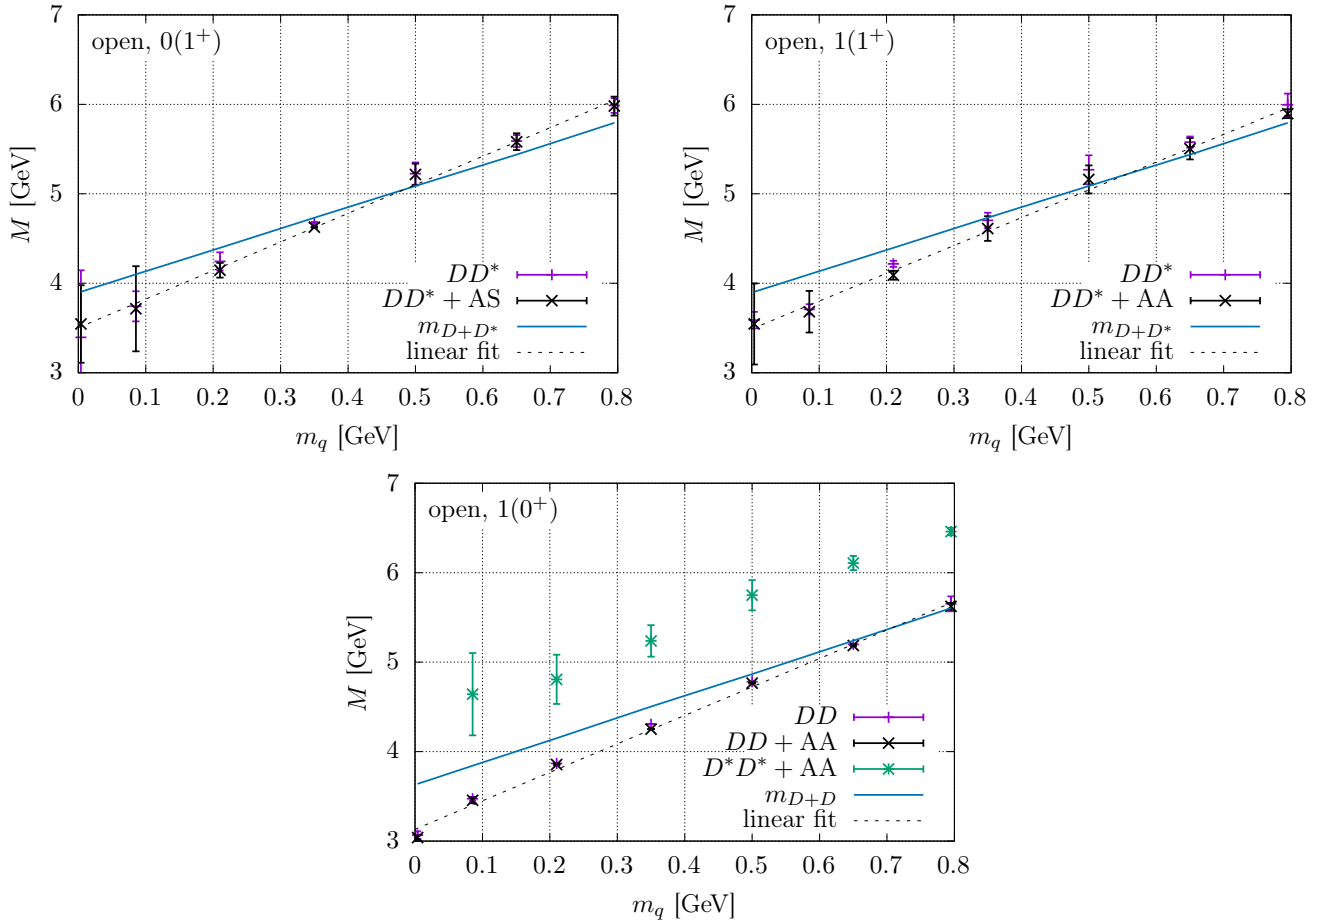 open, 0(1⁺)
M [GeV]
7
6
5
4
3
DD*
DD* + AS
m_{D+D*}
linear fit
0 0.1 0.2 0.3 0.4 0.5 0.6 0.7 0.8
m_q [GeV]
open, 1(1⁺)
M [GeV]
7
6
5
4
3
DD*
DD* + AA
m_{D+D*}
linear fit
0 0.1 0.2 0.3 0.4 0.5 0.6 0.7 0.8
m_q [GeV]
open, 1(0⁺)
M [GeV]
7
6
5
4
3
DD
DD + AA
D*D* + AA
m_{D+D}
linear fit
0 0.1 0.2 0.3 0.4 0.5 0.6 0.7 0.8
m_q [GeV]